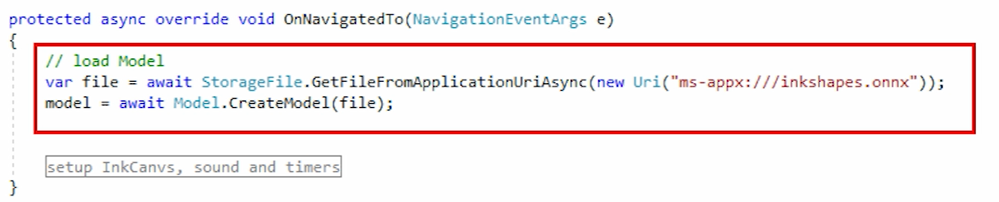 protected async override void OnNavigatedTo(NavigationEventArgs e)
{
// load Model
var file = await StorageFile.GetFileFromApplicationUriAsync(new Uri("ms-appx:///inkshapes.onnx"));
model = await Model.CreateModel(file);
setup InkCanvs, sound and timers
}